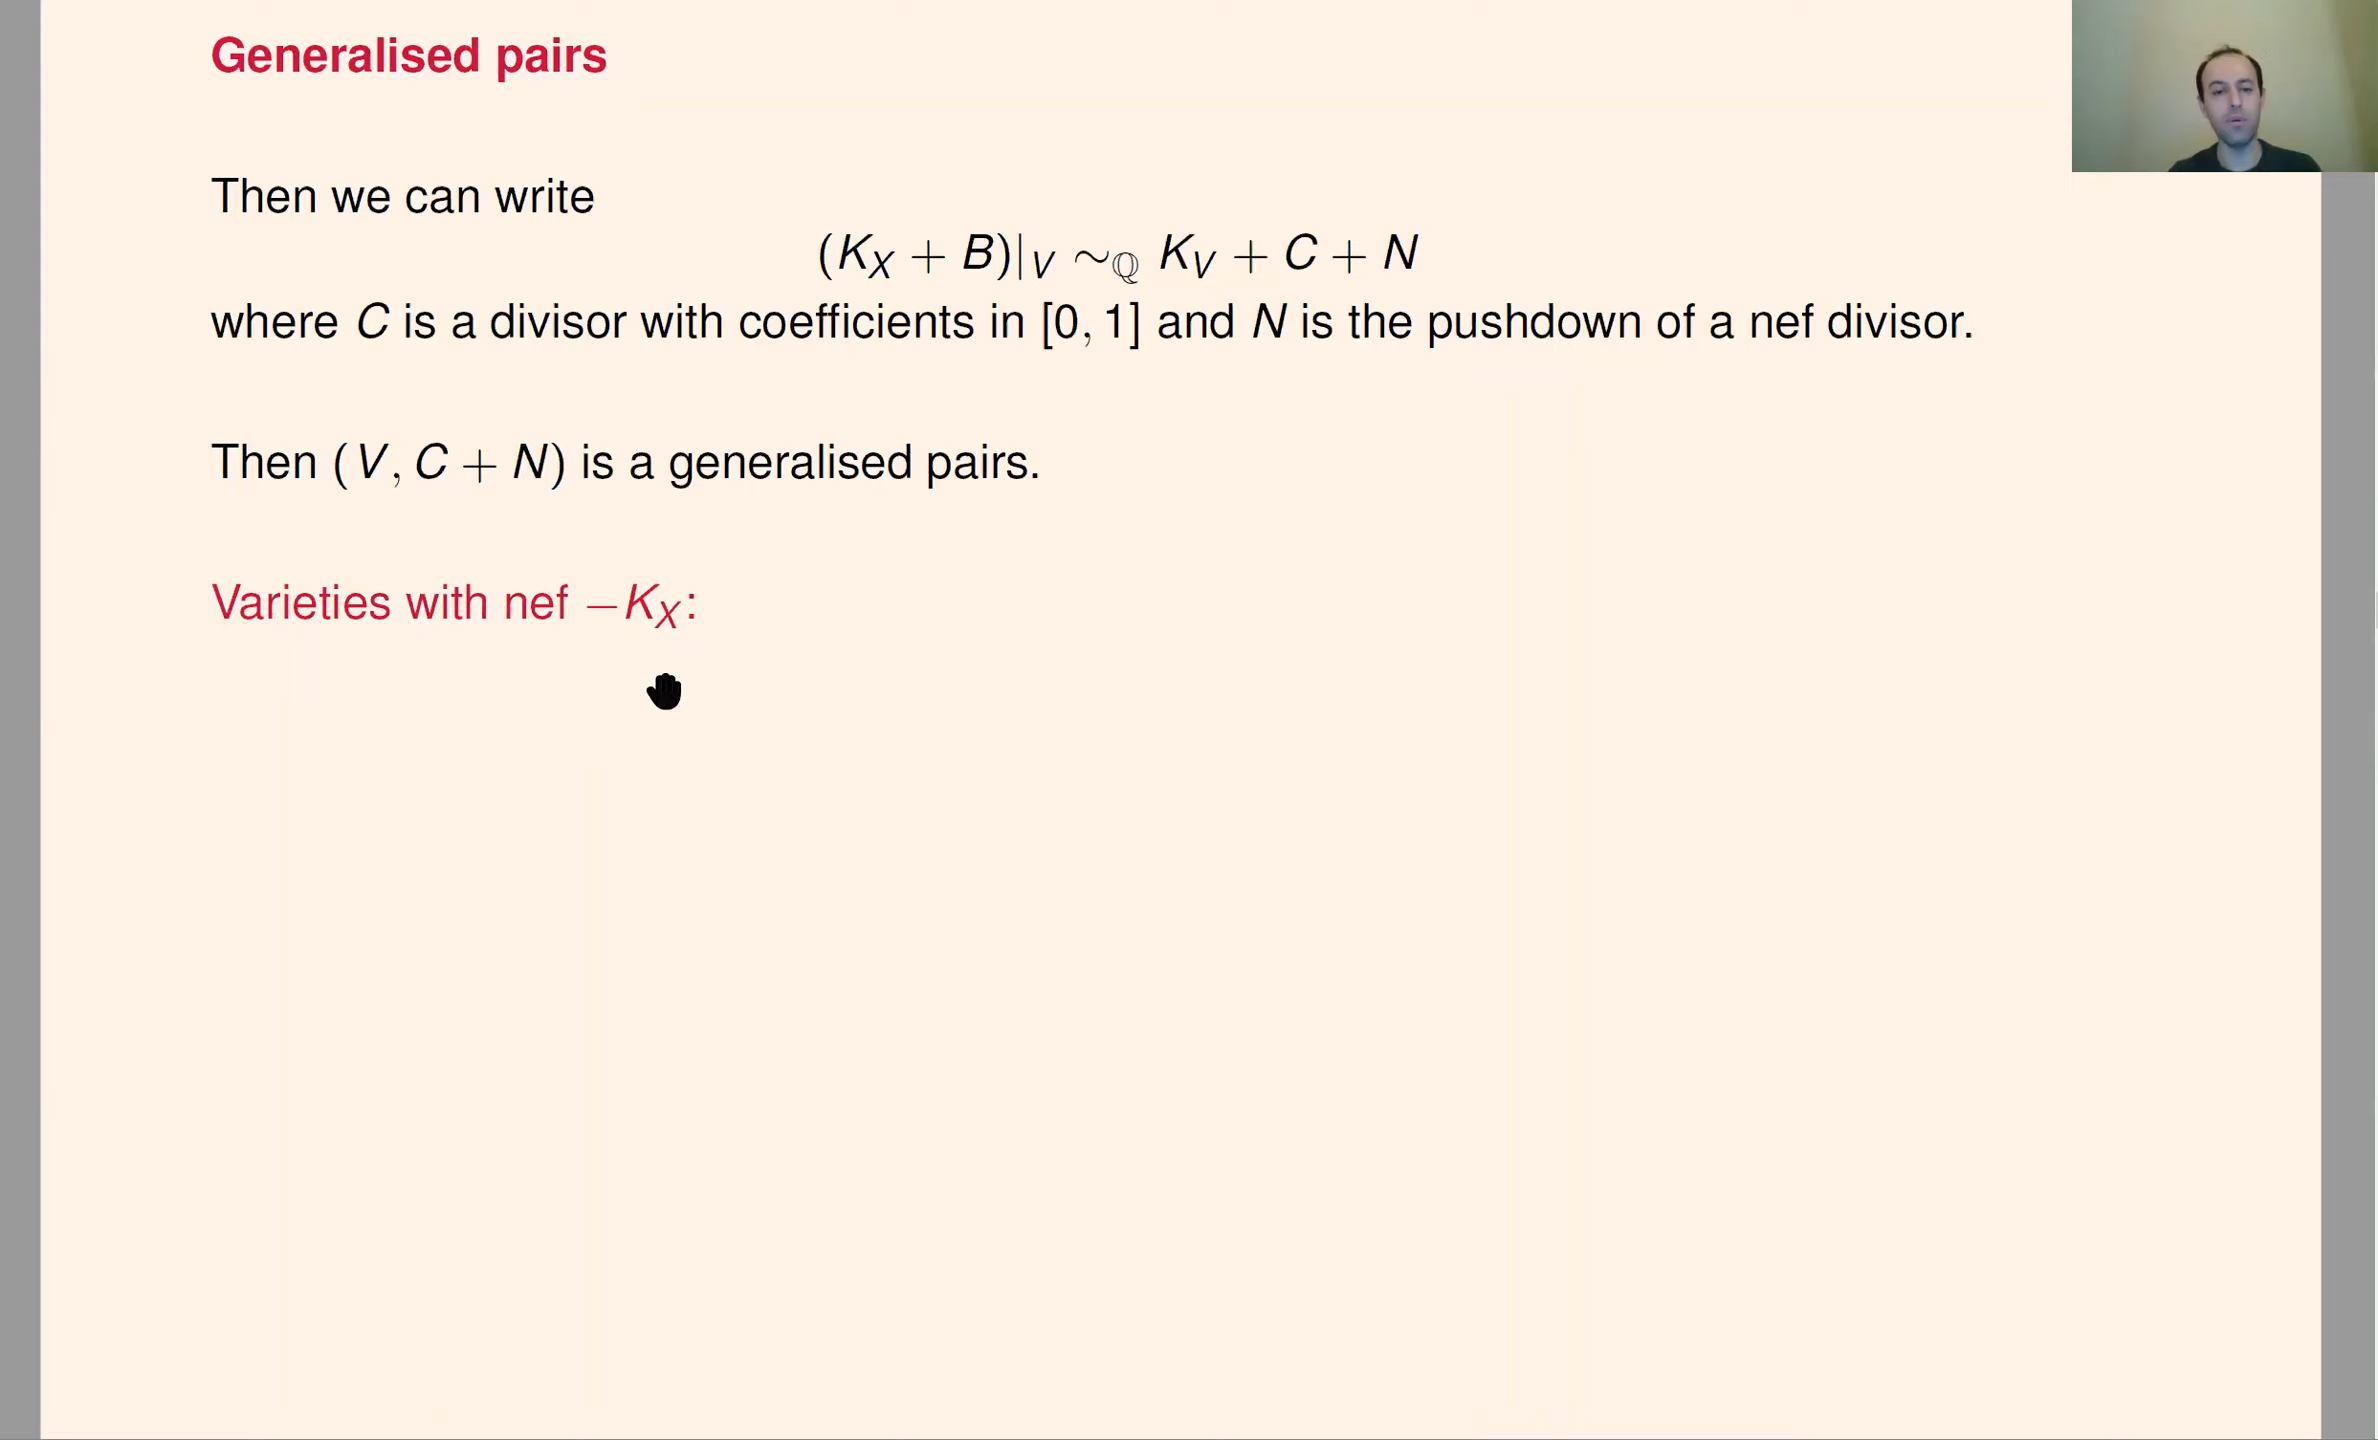 Generalised pairs
Then we can write
(K_X + B)|_V ∼_ℚ K_V + C + N
where C is a divisor with coefficients in [0, 1] and N is the pushdown of a nef divisor.
Then (V, C + N) is a generalised pairs.
Varieties with nef −K_X: